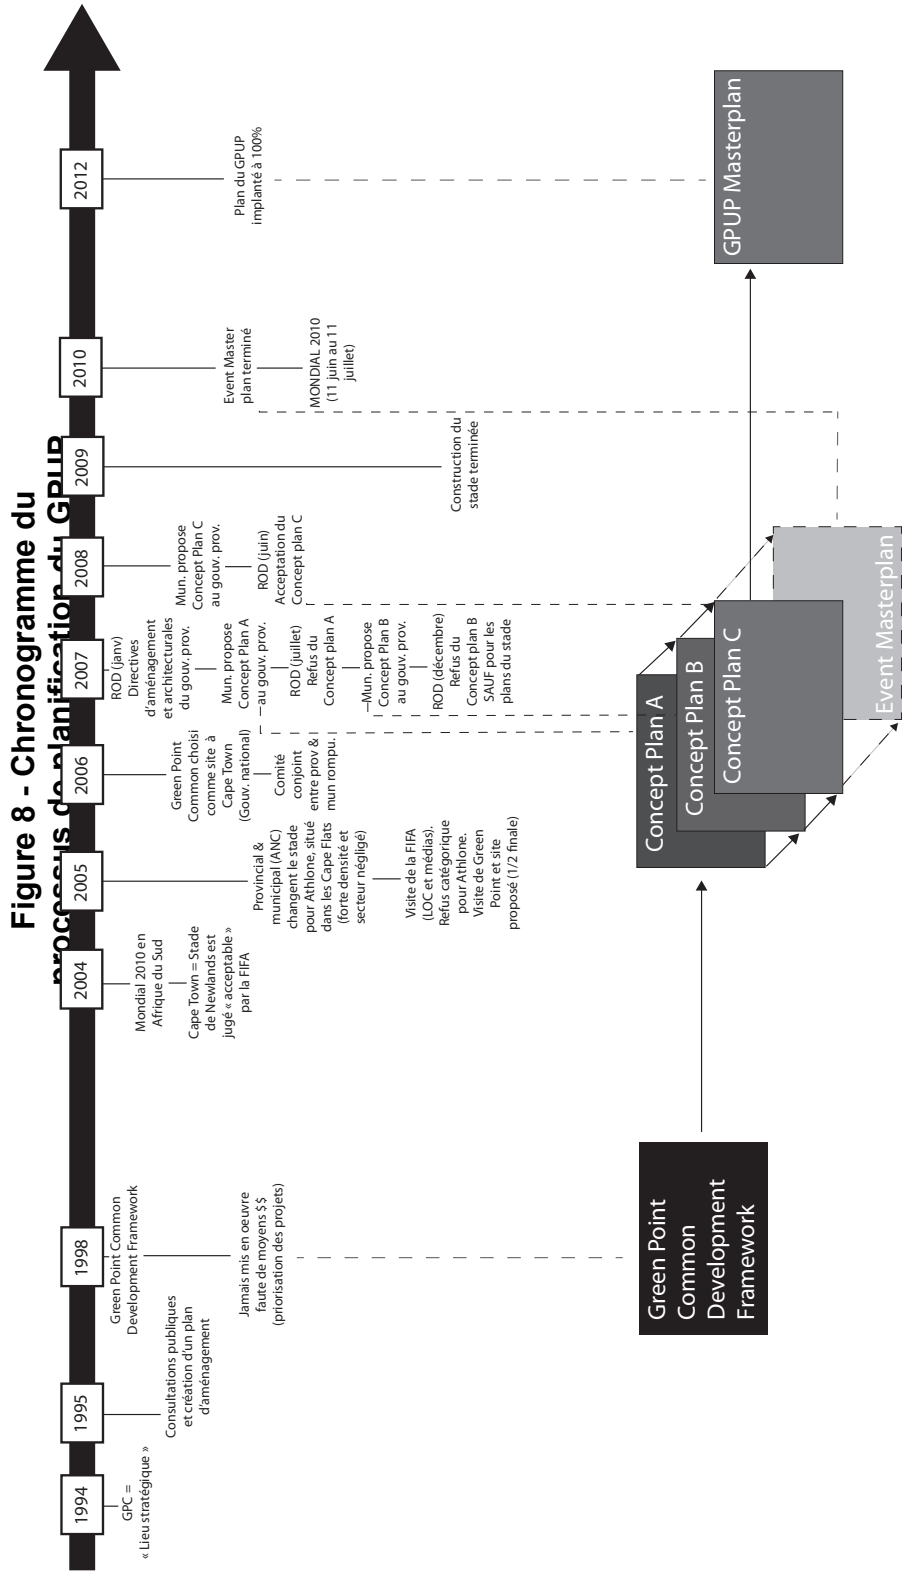 Figure 8 - Chronogramme du
processus de planification du GPUP
1994
GPC =
« Lieu stratégique »
1995
Consultations publiques
et création d'un plan
d'aménagement
1998
Green Point Common
Development Framework
Jamais mis en oeuvre
faute de moyens $$
(priorisation des projets)
2004
Mondial 2010 en
Afrique du Sud
Cape Town = Stade
de Newlands est
jugé « acceptable »
par la FIFA
2005
Provincial &
municipal (ANC)
changent le stade
pour Athlone, situé
dans les Cape Flats
(forte densité et
secteur négligé)
Visite de la FIFA
(LOC et médias).
Refus catégorique
pour Athlone.
Visite de Green
Point et site
proposé (1/2 finale)
2006
Green Point
Common choisi
comme site à
Cape Town
(Gouv. national)
Comité
conjoint
entre prov &
mun rompu.
2007
ROD (janv)
Directives
d'aménagement
et architecturales
du gouv. prov.
Mun. propose
Concept Plan A
au gouv. prov.
ROD (juillet)
Refus du
Concept plan A
Mun. propose
Concept Plan B
au gouv. prov.
ROD (décembre)
Refus du
Concept plan B
SAUF pour les
plans du stade
2008
Mun. propose
Concept Plan C
au gouv. prov.
ROD (juin)
Acceptation du
Concept plan C
2009
Construction du
stade terminée
2010
Event Master
plan terminé
MONDIAL 2010
(11 juin au 11
juillet)
2012
Plan du GPUP
implanté à 100%
Green Point
Common
Development
Framework
Concept Plan A
Concept Plan B
Concept Plan C
Event Masterplan
GPUP Masterplan